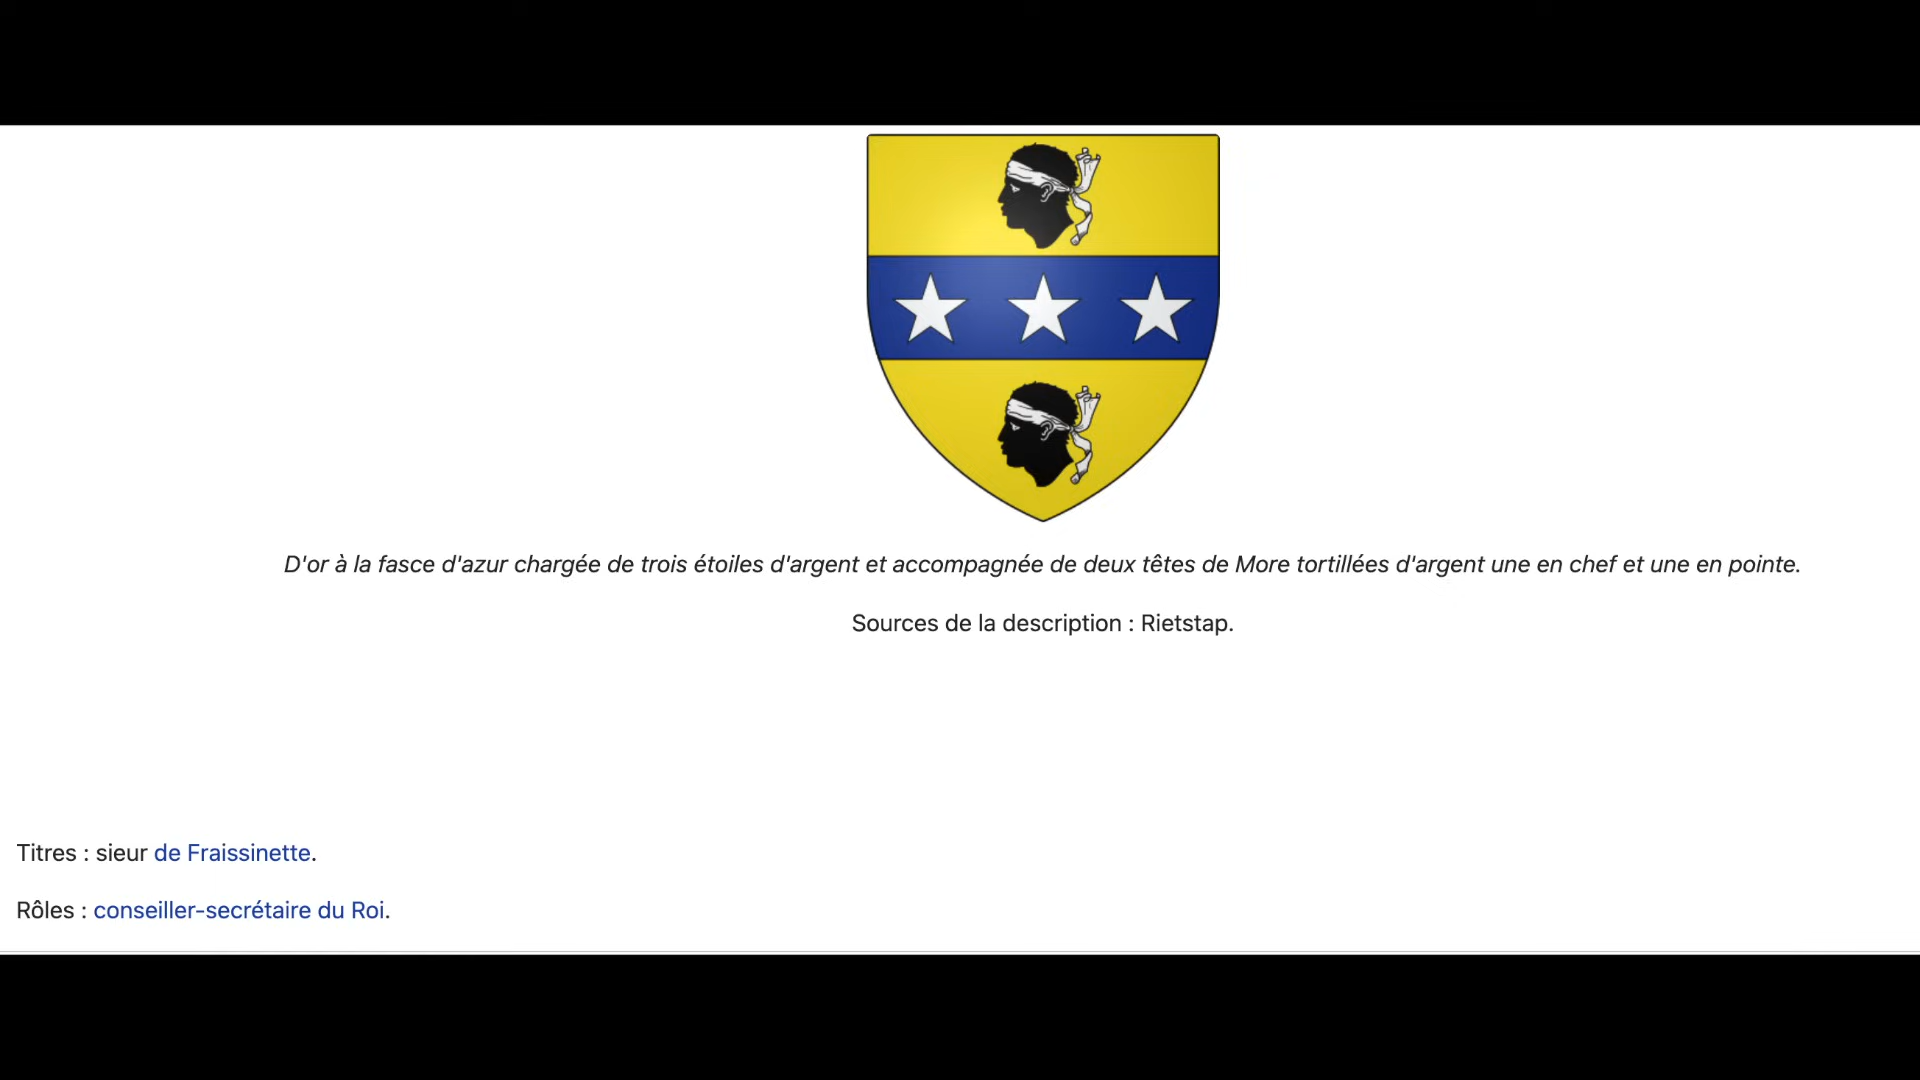 D'or à la fasce d'azur chargée de trois étoiles d'argent et accompagnée de deux têtes de More tortillées d'argent une en chef et une en pointe.
Sources de la description : Rietstap.
Titres : sieur de Fraissinette.
Rôles : conseiller-secrétaire du Roi.